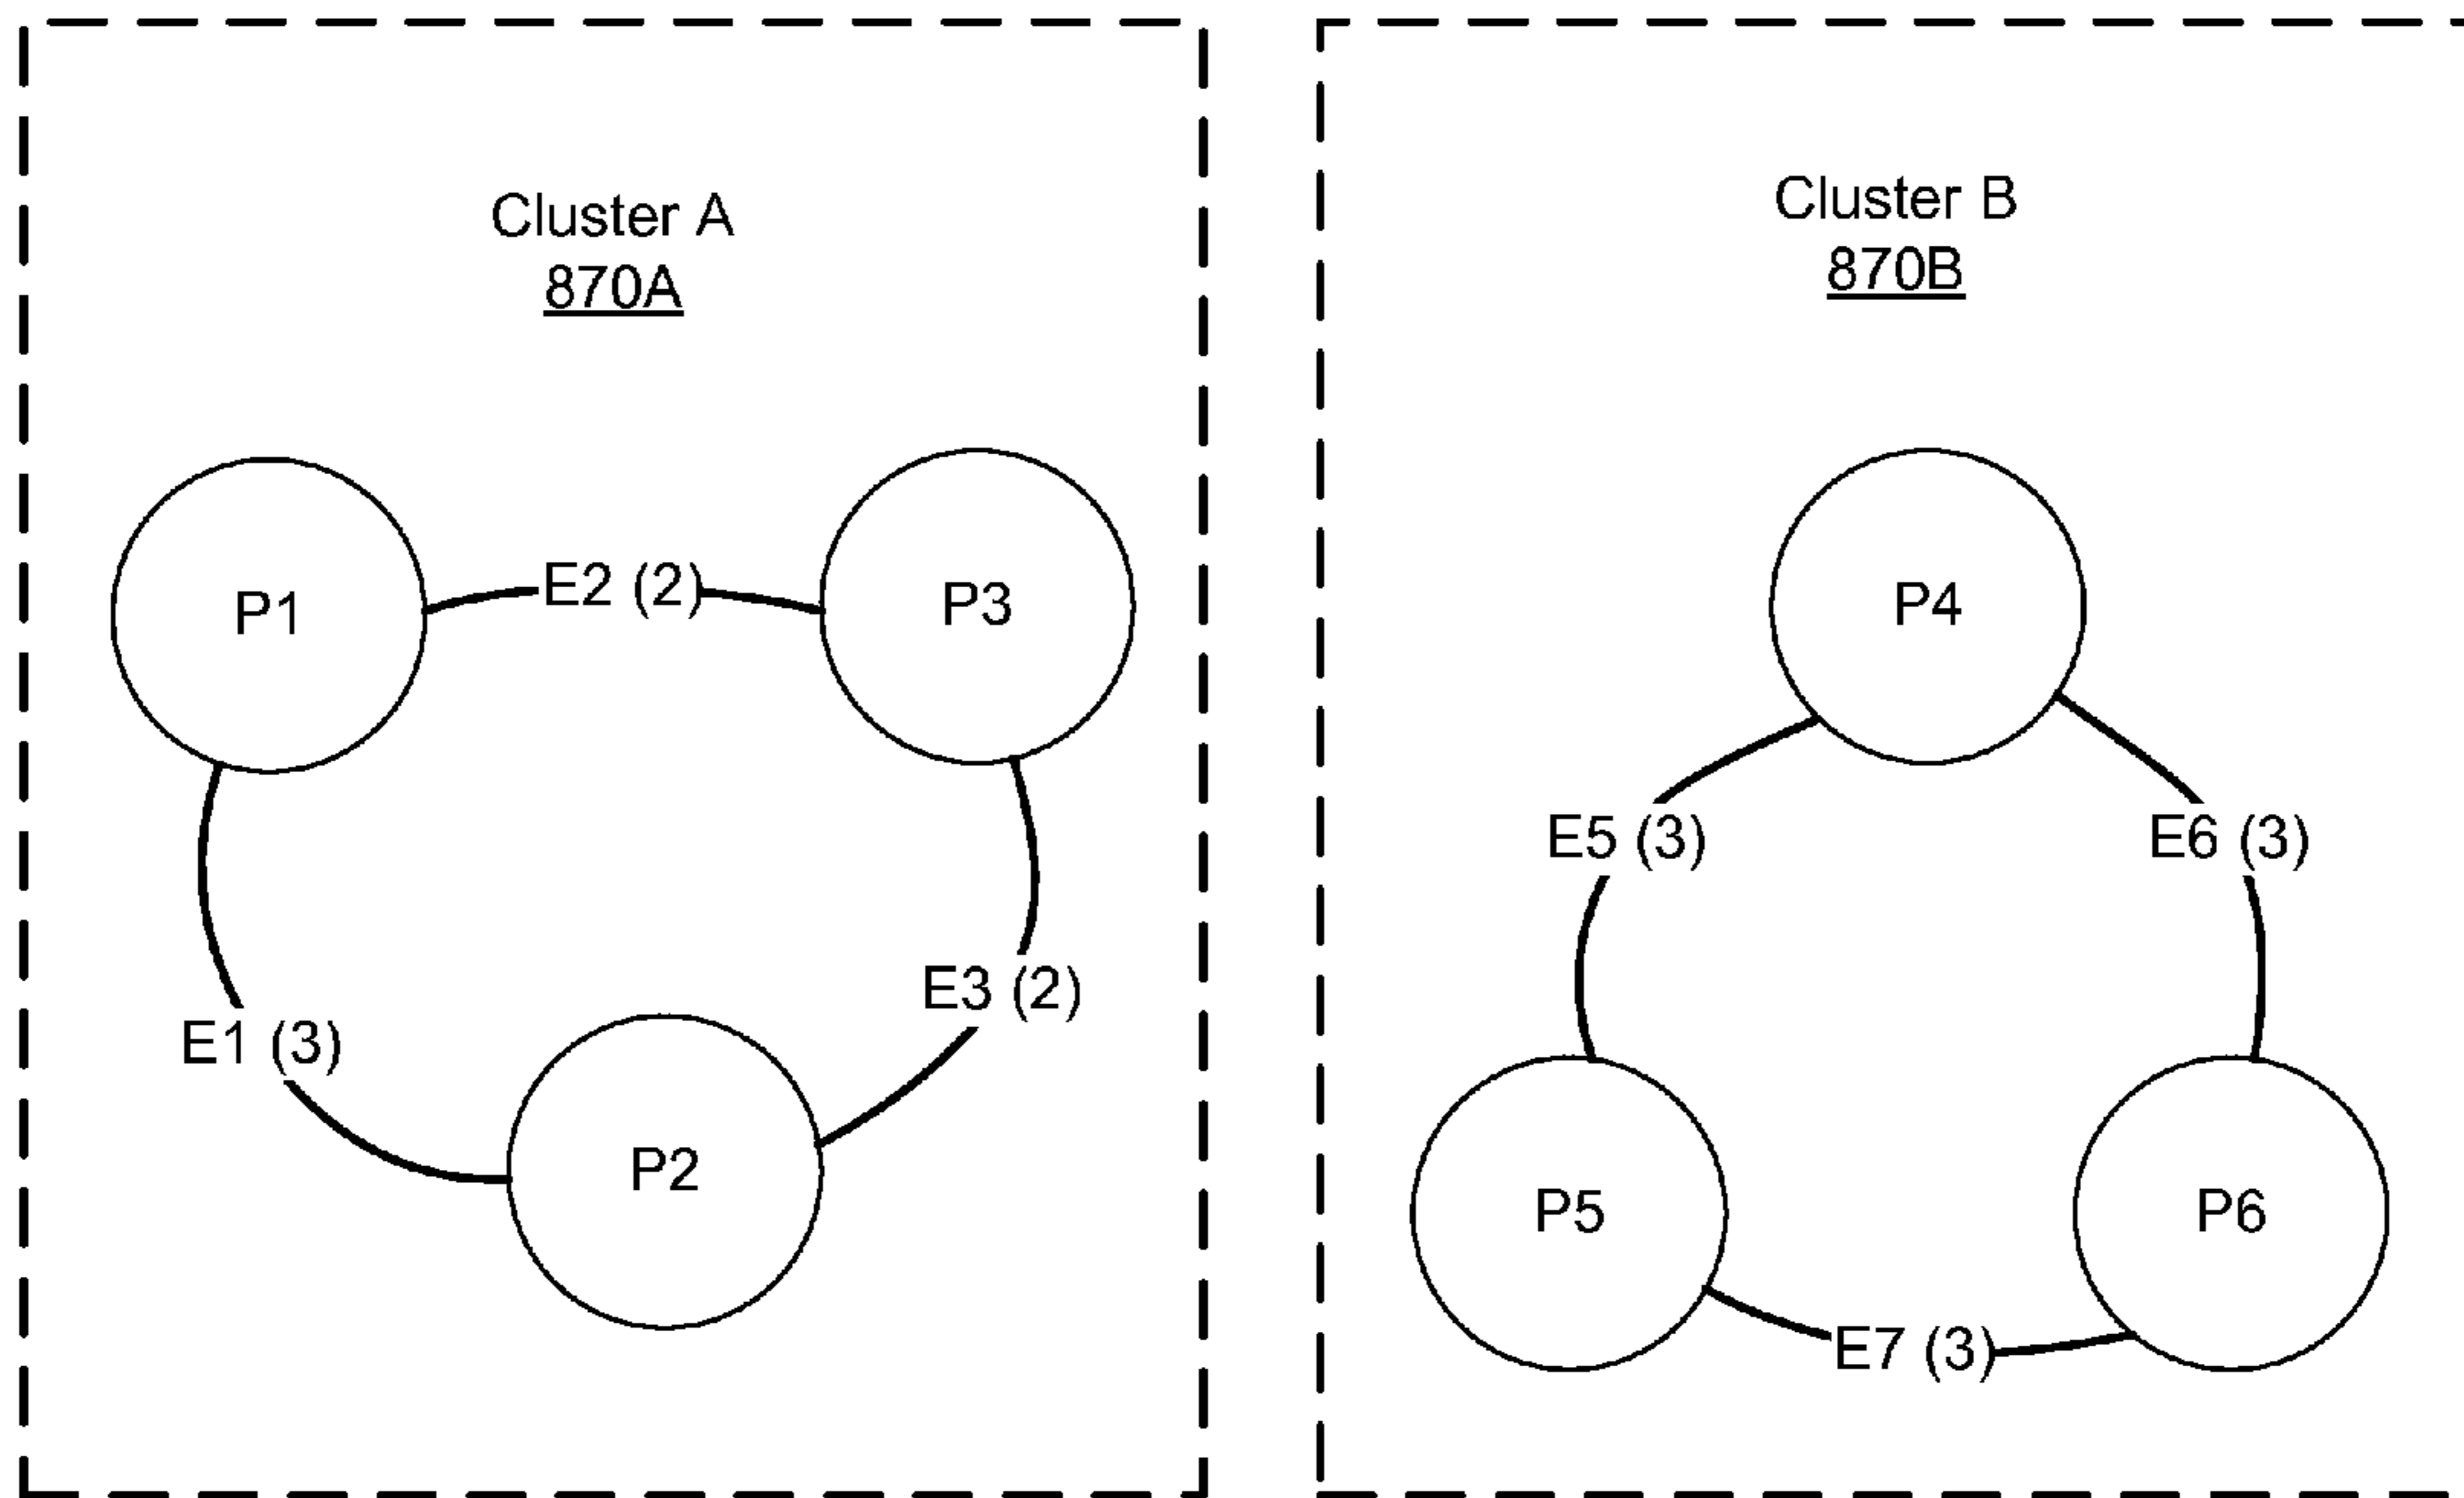 Cluster A
870A
P1
E2 (2)
P3
E1 (3)
E3 (2)
P2
Cluster B
870B
P4
E5 (3)
E6 (3)
P5
P6
E7 (3)